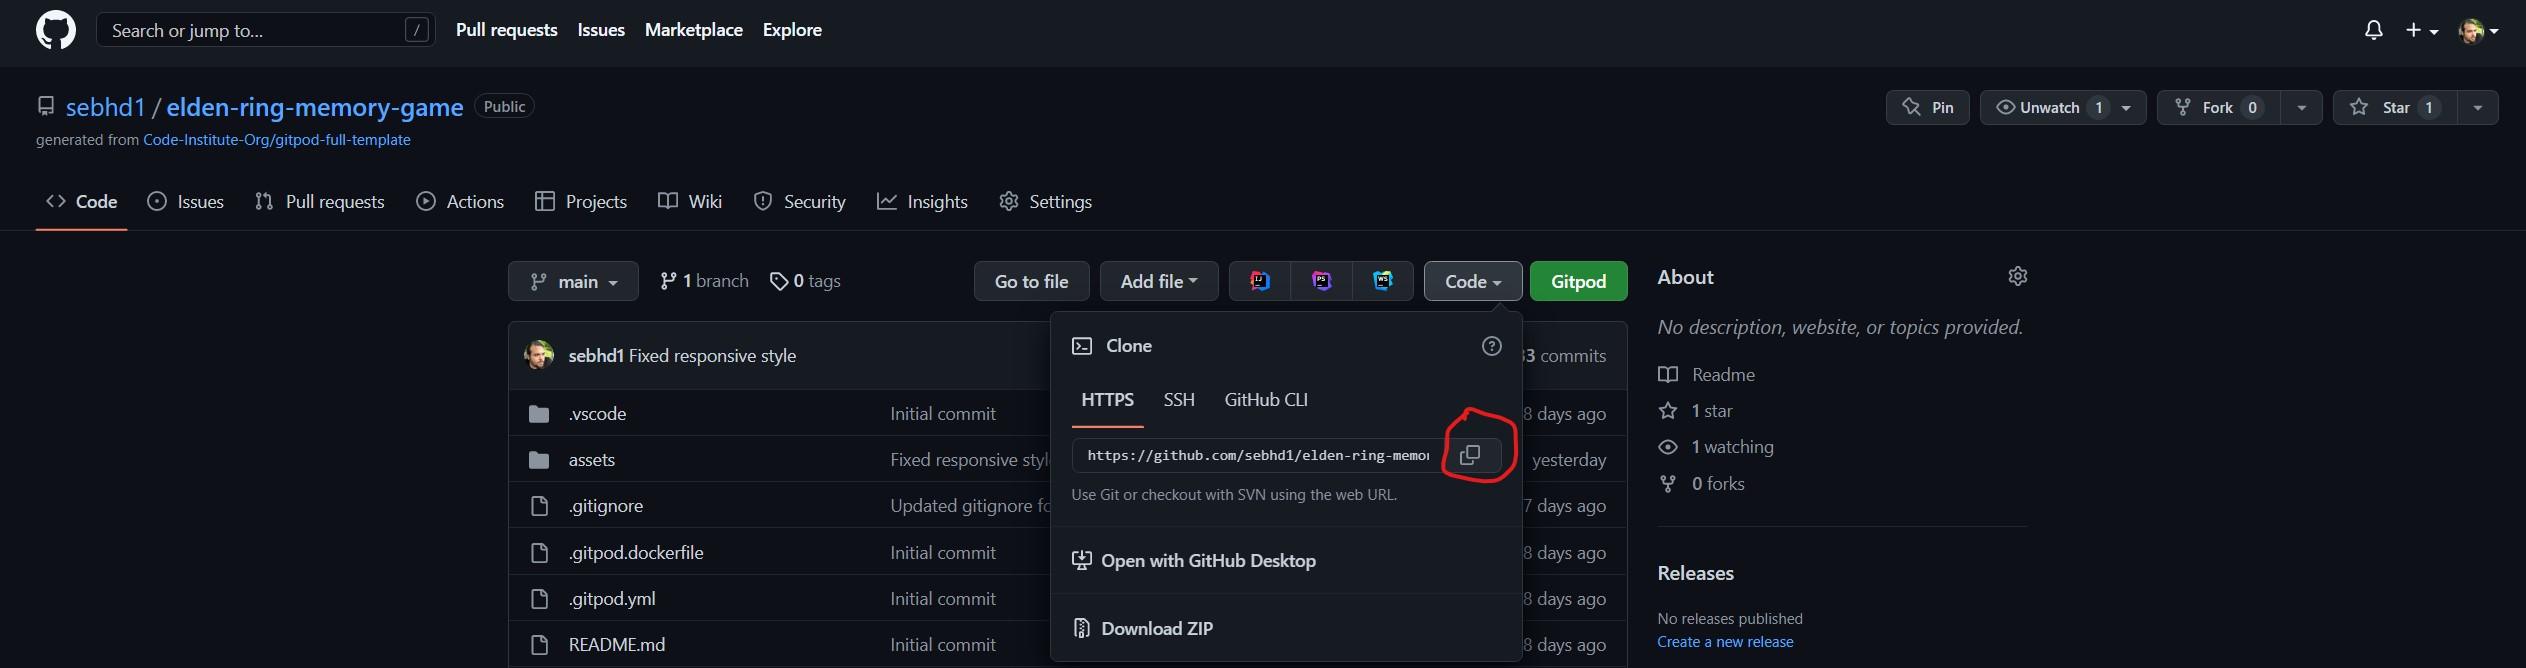 Search or jump to... /
Pull requests Issues Marketplace Explore
sebhd1 / elden-ring-memory-game Public
generated from Code-Institute-Org/gitpod-full-template
Pin
Unwatch 1
Fork 0
Star 1
Code Issues Pull requests Actions Projects Wiki Security Insights Settings
main 1 branch 0 tags
Go to file Add file Code Gitpod
sebhd1 Fixed responsive style 33 commits
.vscode Initial commit 8 days ago
assets Fixed responsive styl yesterday
.gitignore Updated gitignore fo 7 days ago
.gitpod.dockerfile Initial commit 8 days ago
.gitpod.yml Initial commit 8 days ago
README.md Initial commit 8 days ago
Clone
HTTPS SSH GitHub CLI
https://github.com/sebhd1/elden-ring-memor
Use Git or checkout with SVN using the web URL.
Open with GitHub Desktop
Download ZIP
About
No description, website, or topics provided.
Readme
1 star
1 watching
0 forks
Releases
No releases published
Create a new release